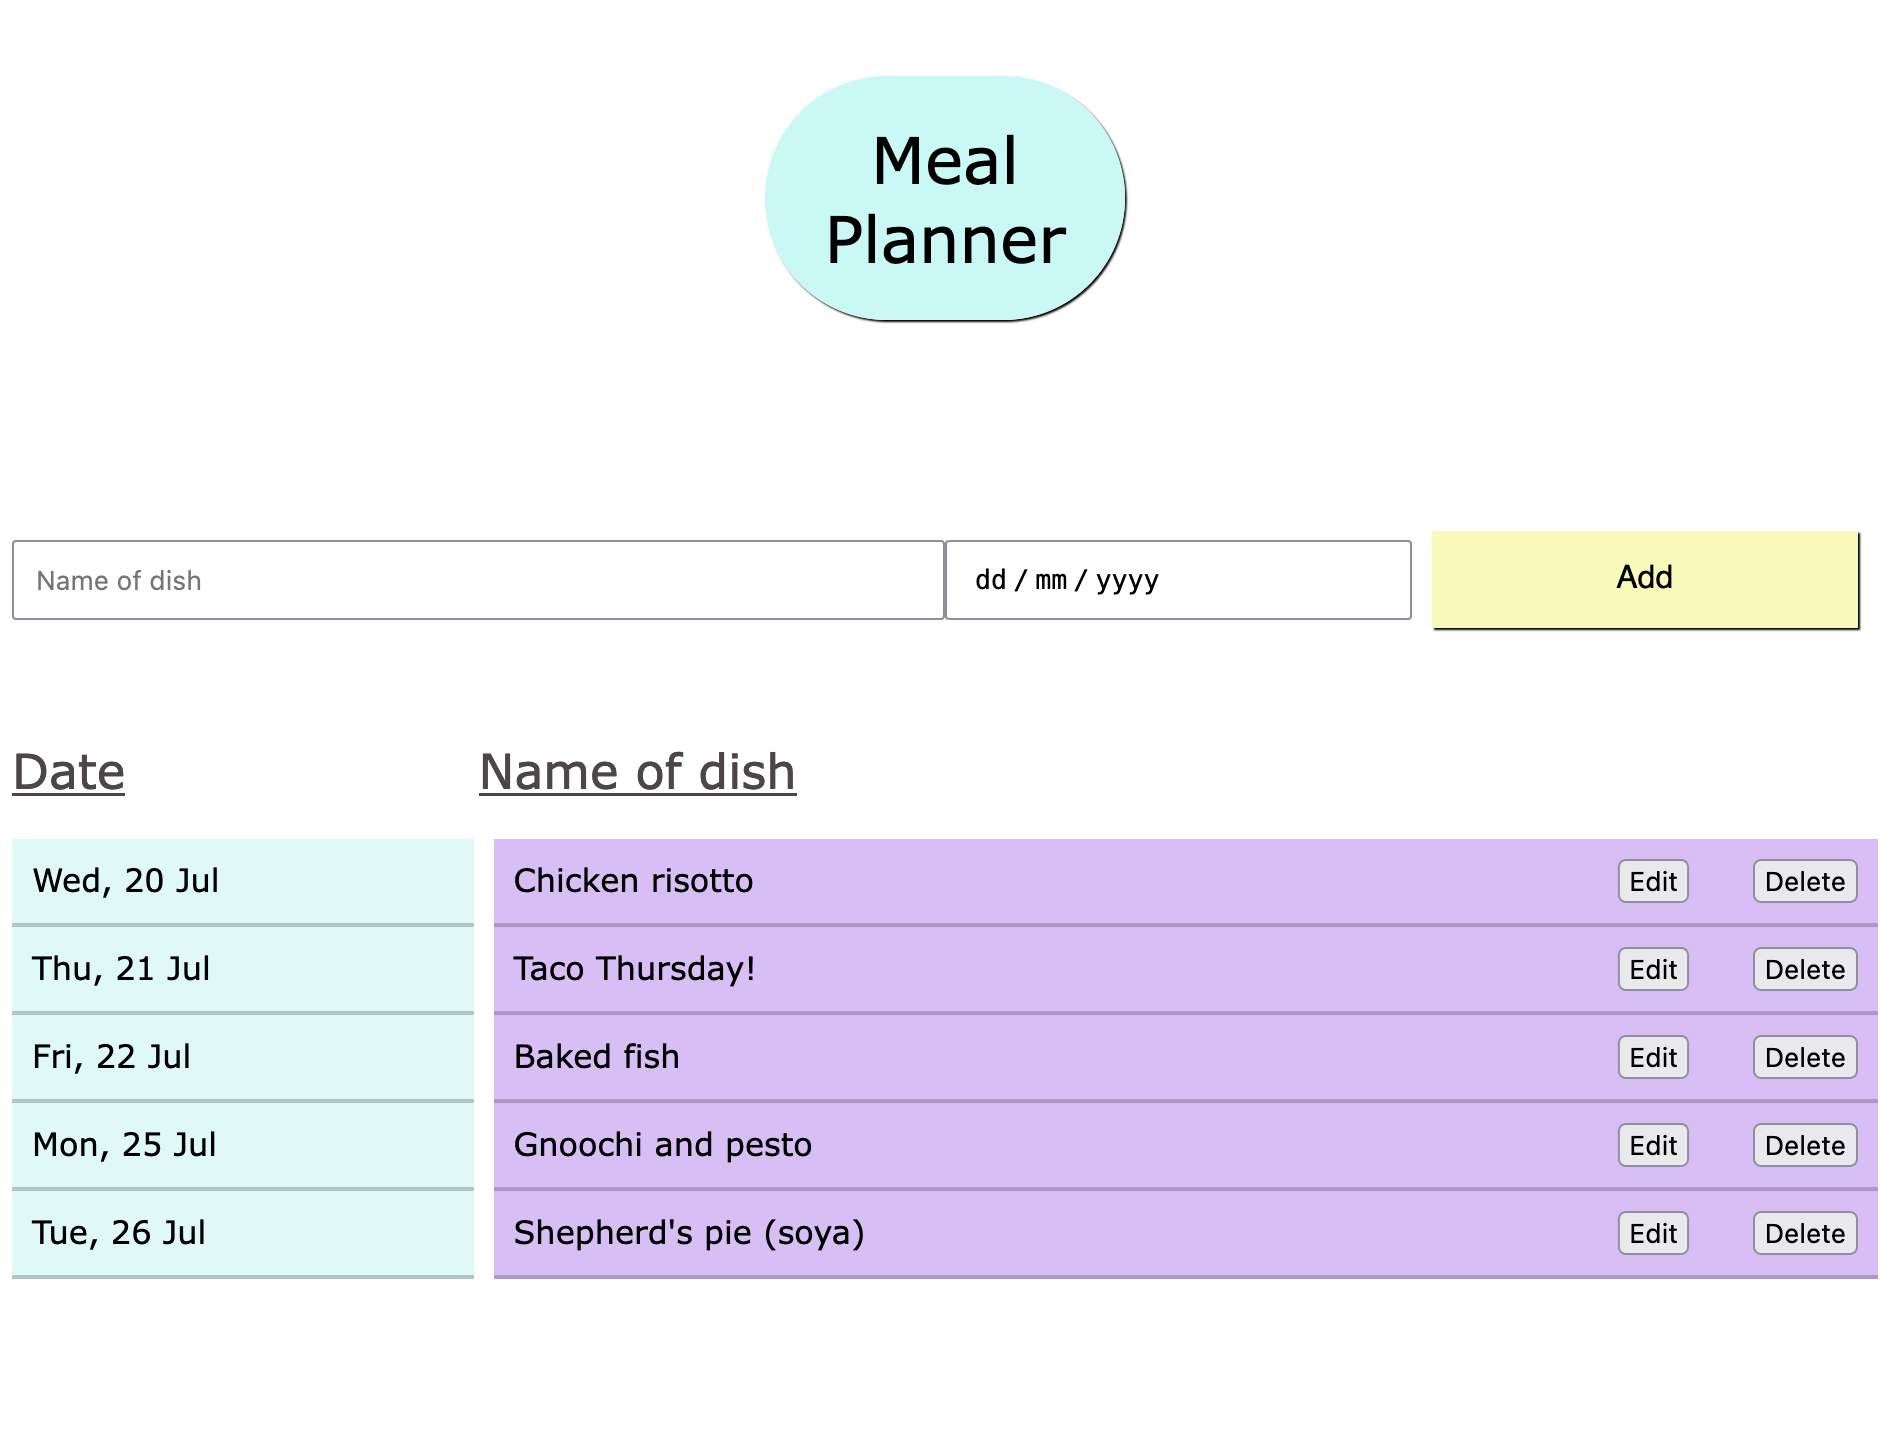 Meal
Planner
Name of dish
dd / mm / yyyy
Add
Date
Name of dish
Wed, 20 Jul
Chicken risotto
Edit
Delete
Thu, 21 Jul
Taco Thursday!
Edit
Delete
Fri, 22 Jul
Baked fish
Edit
Delete
Mon, 25 Jul
Gnoochi and pesto
Edit
Delete
Tue, 26 Jul
Shepherd's pie (soya)
Edit
Delete